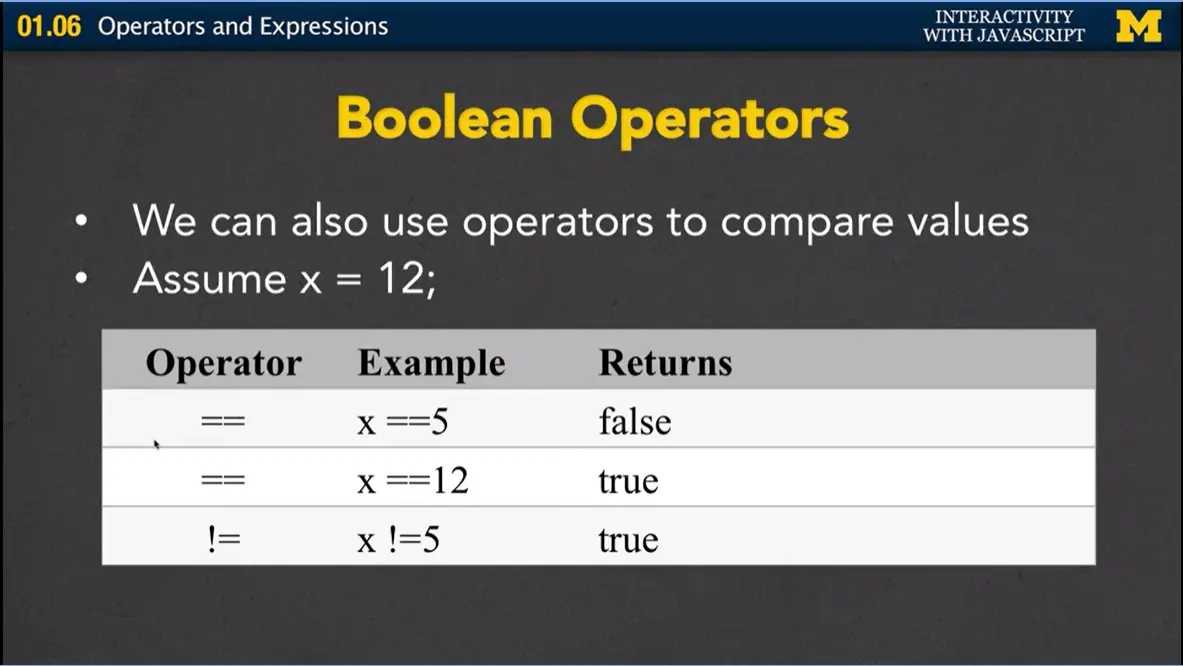 01.06 Operators and Expressions
INTERACTIVITY
WITH JAVASCRIPT
M
Boolean Operators
• We can also use operators to compare values
• Assume x = 12;
Operator Example Returns
== x ==5 false
== x ==12 true
!= x !=5 true